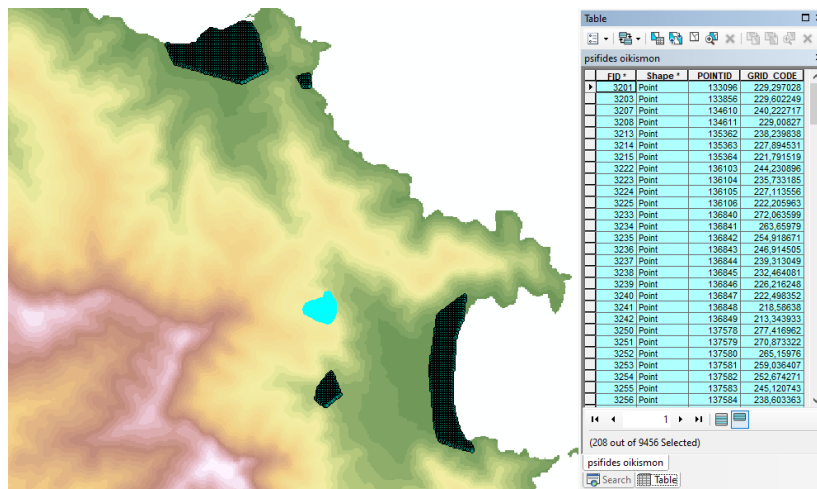 Table
psifides oikismon
FID * Shape * POINTID GRID_CODE
3201 Point 133096 229,297028
3203 Point 133856 229,602249
3207 Point 134610 240,222717
3208 Point 134611 229,00827
3213 Point 135362 238,239838
3214 Point 135363 227,894531
3215 Point 135364 221,791519
3222 Point 136103 244,230896
3223 Point 136104 235,733185
3224 Point 136105 227,113556
3225 Point 136106 222,205963
3233 Point 136840 272,063599
3234 Point 136841 263,65979
3235 Point 136842 254,918671
3236 Point 136843 246,914505
3237 Point 136844 239,313049
3238 Point 136845 232,464081
3239 Point 136846 226,216248
3240 Point 136847 222,498352
3241 Point 136848 218,58638
3242 Point 136849 213,343933
3250 Point 137578 277,416962
3251 Point 137579 270,873322
3252 Point 137580 265,15976
3253 Point 137581 259,036407
3254 Point 137582 252,674271
3255 Point 137583 245,120743
3256 Point 137584 238,603363
1
(208 out of 9456 Selected)
psifides oikismon
Search Table